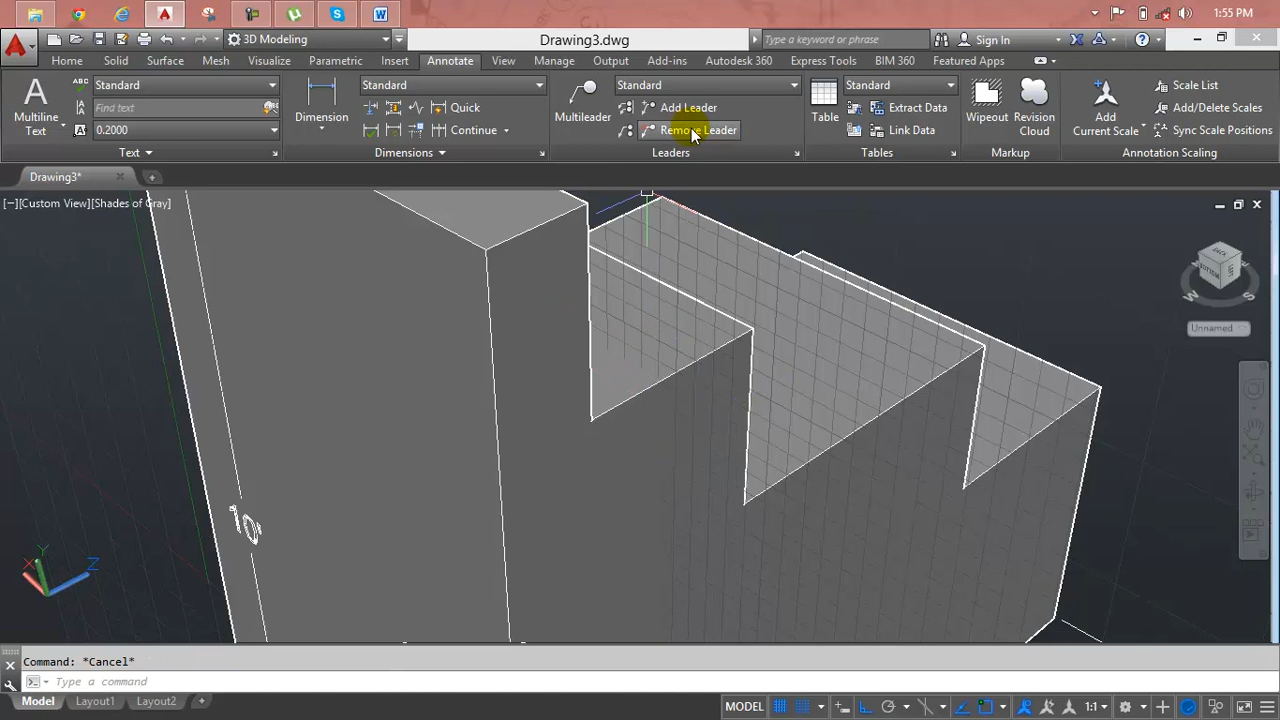 1:55 PM
3D Modeling
Drawing3.dwg
Type a keyword or phrase
Sign In
Home Solid Surface Mesh Visualize Parametric Insert Annotate View Manage Output Add-ins Autodesk 360 Express Tools BIM 360 Featured Apps
Multiline Text
ABC
Standard
Find text
0.2000
Text
Dimension
Standard
Quick
Continue
Dimensions
Multileader
Standard
Add Leader
Remove Leader
Leaders
Table
Standard
Extract Data
Link Data
Tables
Wipeout
Revision Cloud
Markup
Add Current Scale
Scale List
Add/Delete Scales
Sync Scale Positions
Annotation Scaling
Drawing3*
[−][Custom View][Shades of Gray]
BACK
BOTTOM
W
S
Unnamed
10
X Y Z
Command: *Cancel*
Type a command
Model Layout1 Layout2
MODEL
1:1